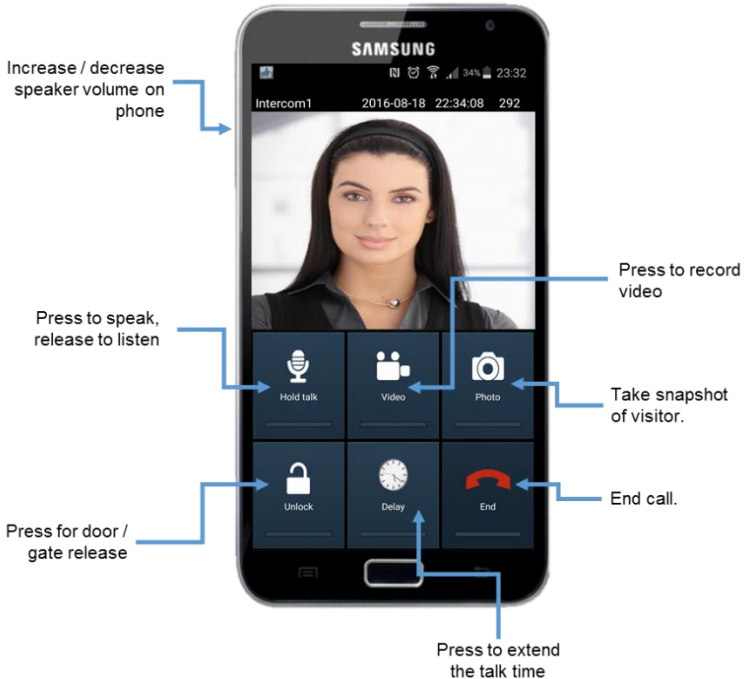 SAMSUNG
34% 23:32
Intercom1 2016-08-18 22:34:08 292
Increase / decrease
speaker volume on
phone
Press to speak,
release to listen
Press to record
video
Hold talk
Video
Photo
Take snapshot
of visitor.
Unlock
Delay
End
End call.
Press for door /
gate release
Press to extend
the talk time